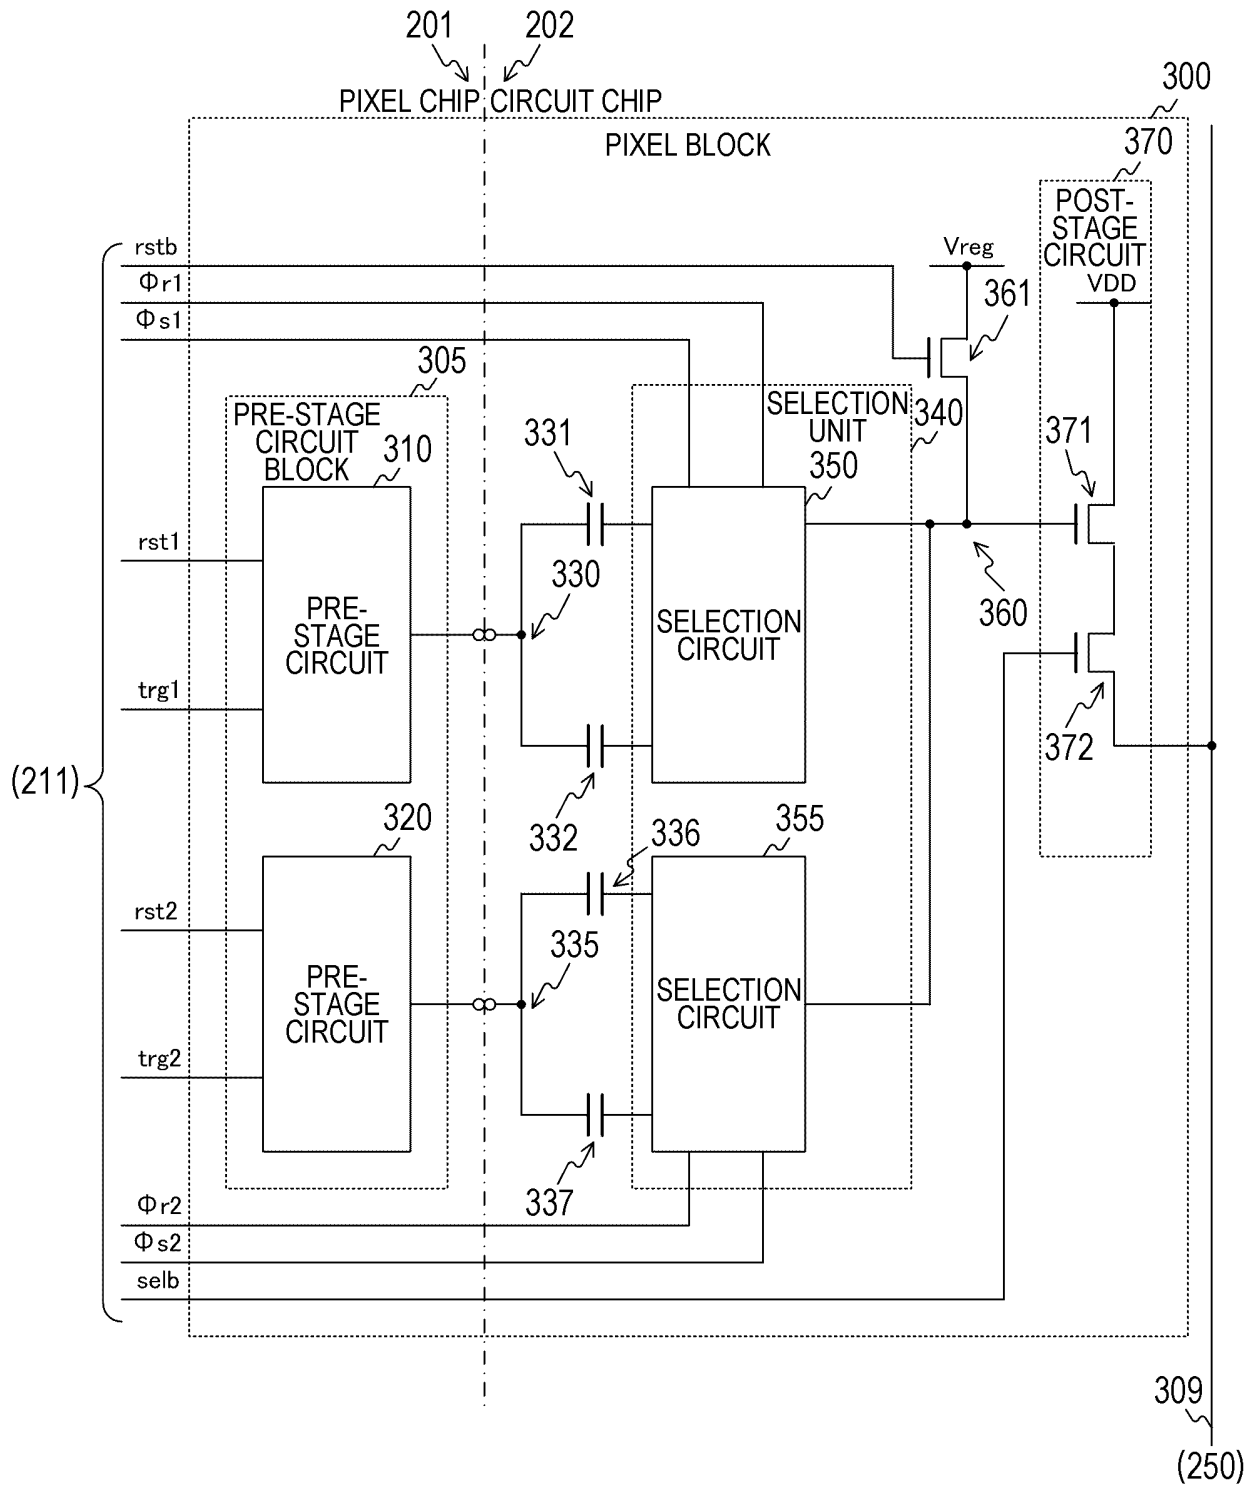 201 202
PIXEL CHIP CIRCUIT CHIP
300
PIXEL BLOCK
370
POST-
STAGE
CIRCUIT
VDD
rstb
Φr1
Φs1
Vreg
361
305
PRE-STAGE
CIRCUIT
BLOCK
310
331
SELECTION
UNIT
340
350
371
rst1
330
360
PRE-
STAGE
CIRCUIT
SELECTION
CIRCUIT
trg1
372
(211)
332
320
336
355
rst2
335
PRE-
STAGE
CIRCUIT
SELECTION
CIRCUIT
trg2
337
Φr2
Φs2
selb
309
(250)